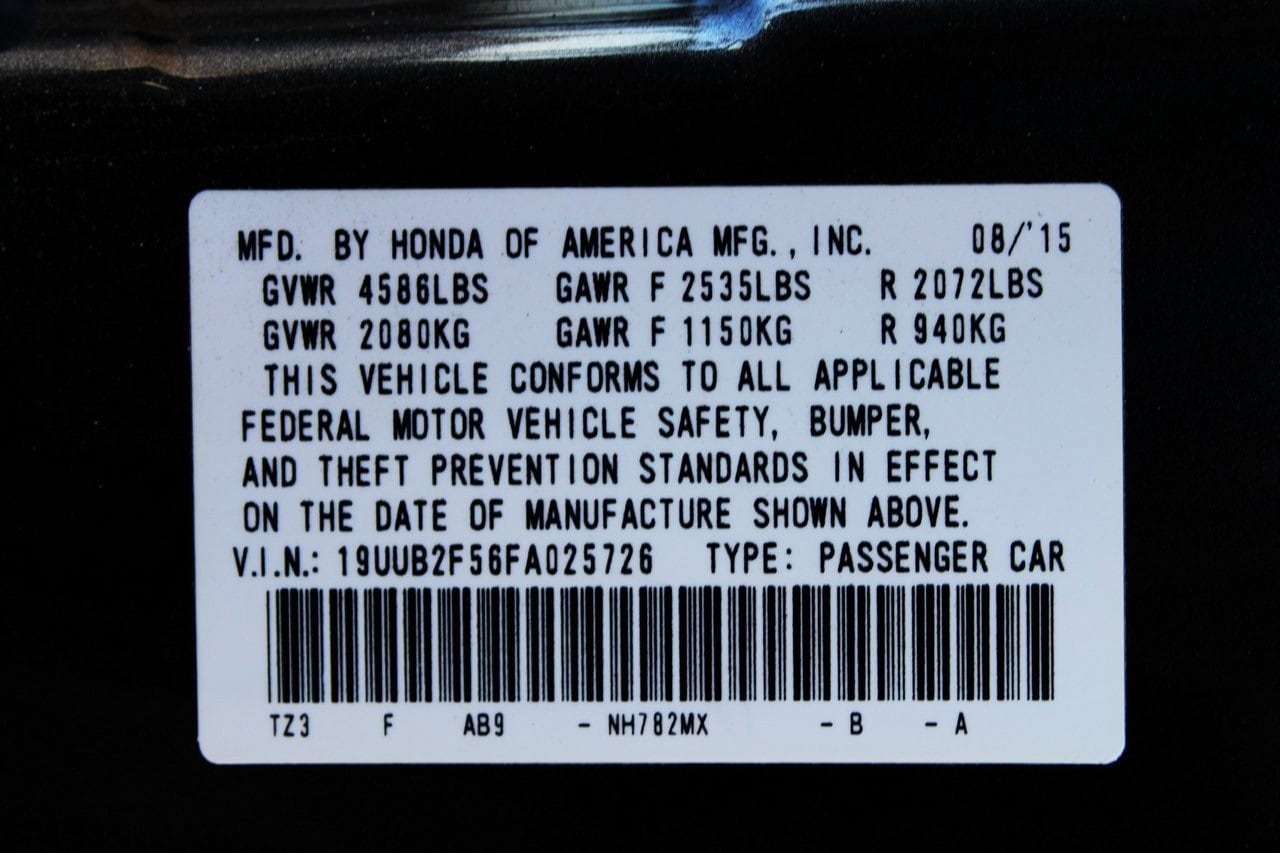 MFD. BY HONDA OF AMERICA MFG., INC. 08/'15
GVWR 4586LBS GAWR F 2535LBS R 2072LBS
GVWR 2080KG GAWR F 1150KG R 940KG
THIS VEHICLE CONFORMS TO ALL APPLICABLE
FEDERAL MOTOR VEHICLE SAFETY, BUMPER,
AND THEFT PREVENTION STANDARDS IN EFFECT
ON THE DATE OF MANUFACTURE SHOWN ABOVE.
V.I.N.: 19UUB2F56FA025726 TYPE: PASSENGER CAR
TZ3 F AB9 - NH782MX - B - A